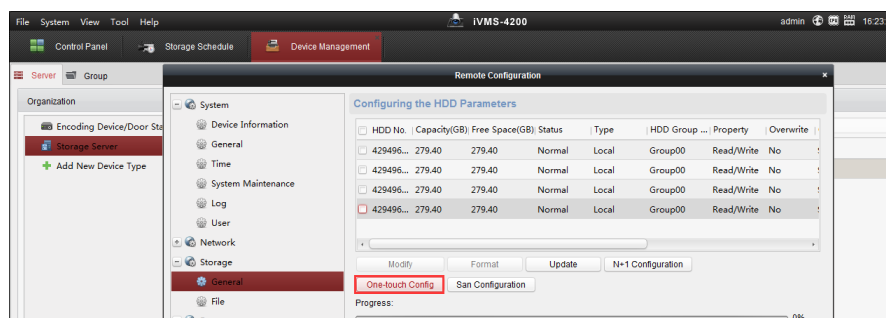 File System View Tool Help iVMS-4200 admin 16:23:
Control Panel Storage Schedule Device Management
Server Group Remote Configuration ×
Organization System Configuring the HDD Parameters
Encoding Device/Door Sta Device Information HDD No. Capacity(GB) Free Space(GB) Status Type HDD Group ... Property Overwrite
Storage Server General 429496... 279.40 279.40 Normal Local Group00 Read/Write No
Add New Device Type Time 429496... 279.40 279.40 Normal Local Group00 Read/Write No
System Maintenance 429496... 279.40 279.40 Normal Local Group00 Read/Write No
Log 429496... 279.40 279.40 Normal Local Group00 Read/Write No
User
Network
Storage Modify Format Update N+1 Configuration
General One-touch Config San Configuration
File Progress:
0%